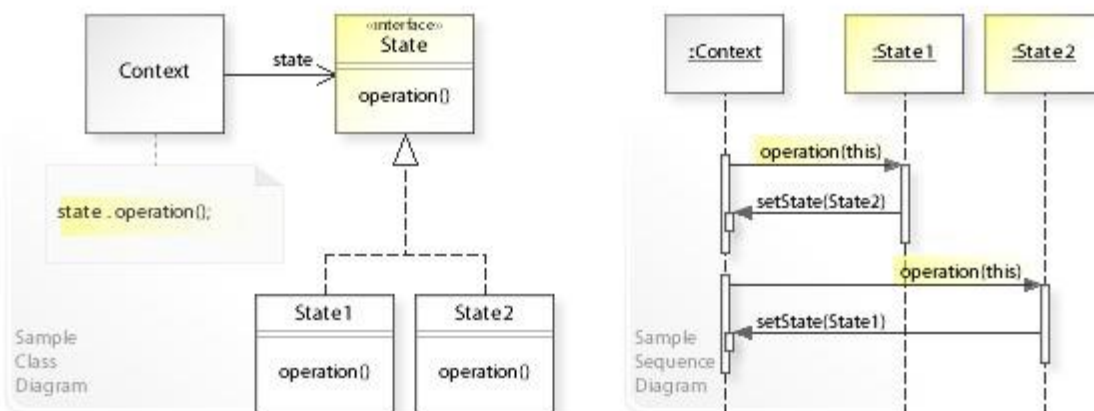 «interface»
State
Context
state
operation()
state . operation();
State1
State2
operation()
operation()
Sample
Class
Diagram
:Context
:State1
:State2
operation(this)
setState(State2)
operation(this)
setState(State1)
Sample
Sequence
Diagram